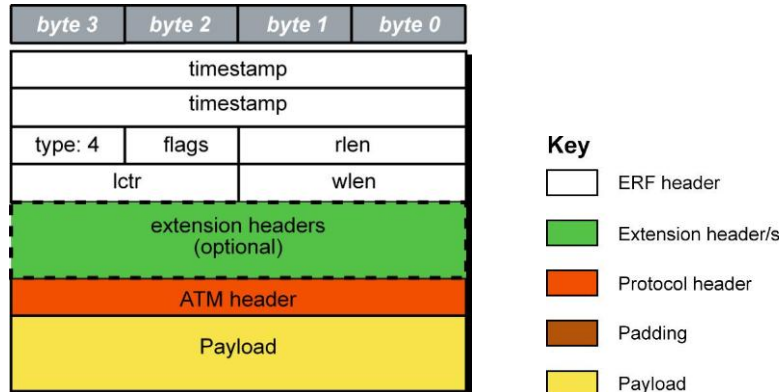 byte 3 byte 2 byte 1 byte 0
timestamp
timestamp
type: 4 flags rlen
lctr wlen
extension headers
(optional)
ATM header
Payload
Key
ERF header
Extension header/s
Protocol header
Padding
Payload